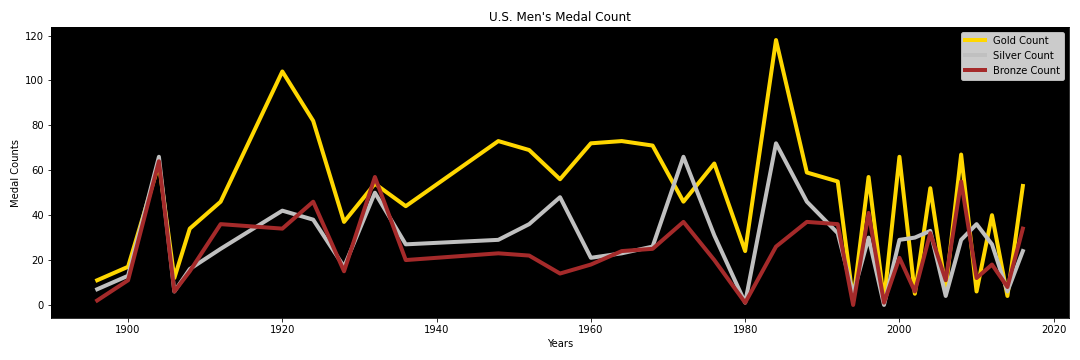 U.S. Men's Medal Count
Gold Count
Silver Count
Bronze Count
120
100
80
60
40
20
0
Medal Counts
1900
1920
1940
1960
1980
2000
2020
Years